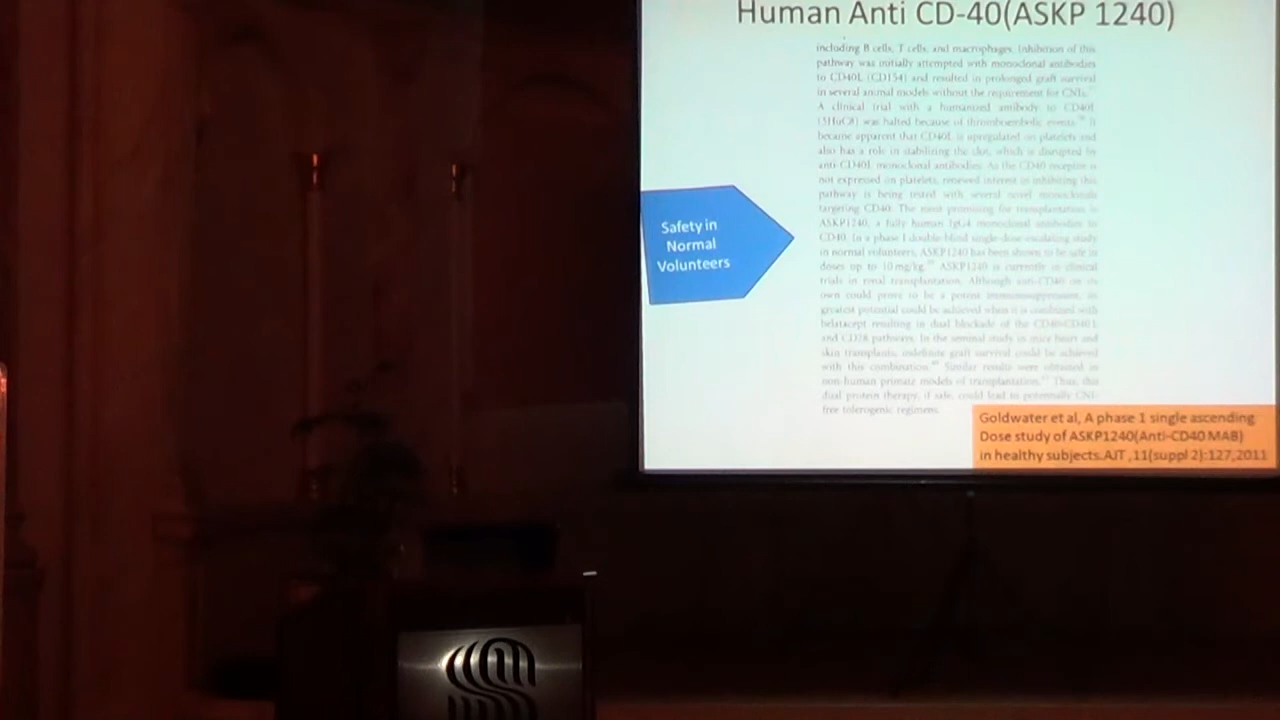 Human Anti CD-40(ASKP 1240)
including B cells, T cells, and macrophages. Inhibition of this
pathway was initially attempted with monoclonal antibodies
to CD40L (CD154) and resulted in prolonged graft survival
in several animal models without the requirement for CNIs.
A clinical trial with a humanized antibody to CD40L
(5HuC8) was halted because of thromboembolic events. It
became apparent that CD40L is upregulated on platelets and
also has a role in stabilizing the clot, which is disrupted by
anti-CD40L monoclonal antibodies. As the CD40 receptor is
not expressed on platelets, renewed interest in inhibiting this
pathway is being tested with several novel monoclonals
targeting CD40. The most promising for transplantation is
ASKP1240, a fully human IgG4 monoclonal antibodies to
CD40. In a phase I double-blind single-dose escalating study
in normal volunteers, ASKP1240 has been shown to be safe in
doses up to 10 mg/kg. ASKP1240 is currently in clinical
trials in renal transplantation. Although anti-CD40 on its
own could prove to be a potent immunosuppressant, its
greatest potential could be achieved when it is combined with
belatacept resulting in dual blockade of the CD40-CD40L
and CD28 pathways. In the seminal study in mice heart and
skin transplants, indefinite graft survival could be achieved
with this combination. Similar results were obtained in
non-human primate models of transplantation. Thus, this
dual protein therapy, if safe, could lead to potentially CNI-
free tolerogenic regimens.
Safety in
Normal
Volunteers
Goldwater et al, A phase 1 single ascending
Dose study of ASKP1240(Anti-CD40 MAB)
in healthy subjects.AJT ,11(suppl 2):127,2011